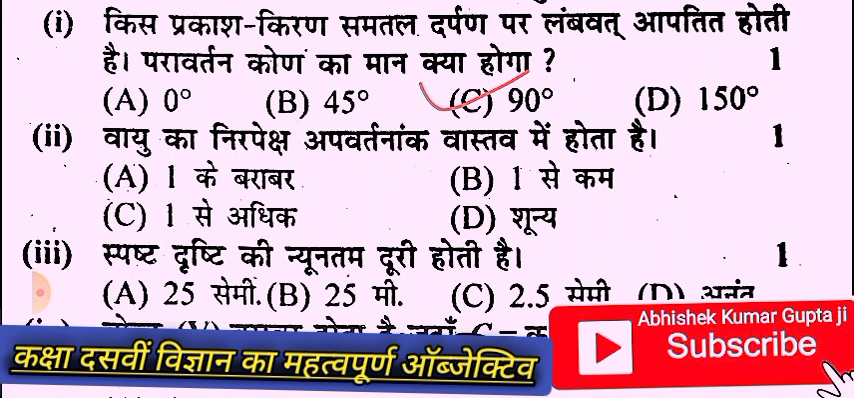 (i) किस प्रकाश-किरण समतल दर्पण पर लंबवत् आपतित होती
है। परावर्तन कोण का मान क्या होगा ? 1
(A) 0° (B) 45° (C) 90° (D) 150°
(ii) वायु का निरपेक्ष अपवर्तनांक वास्तव में होता है। 1
(A) 1 के बराबर (B) 1 से कम
(C) 1 से अधिक (D) शून्य
(iii) स्पष्ट दृष्टि की न्यूनतम दूरी होती है। 1
(A) 25 सेमी. (B) 25 मी. (C) 2.5 सेमी (D) अनंत
कक्षा दसवीं विज्ञान का महत्वपूर्ण ऑब्जेक्टिव
Abhishek Kumar Gupta ji
Subscribe